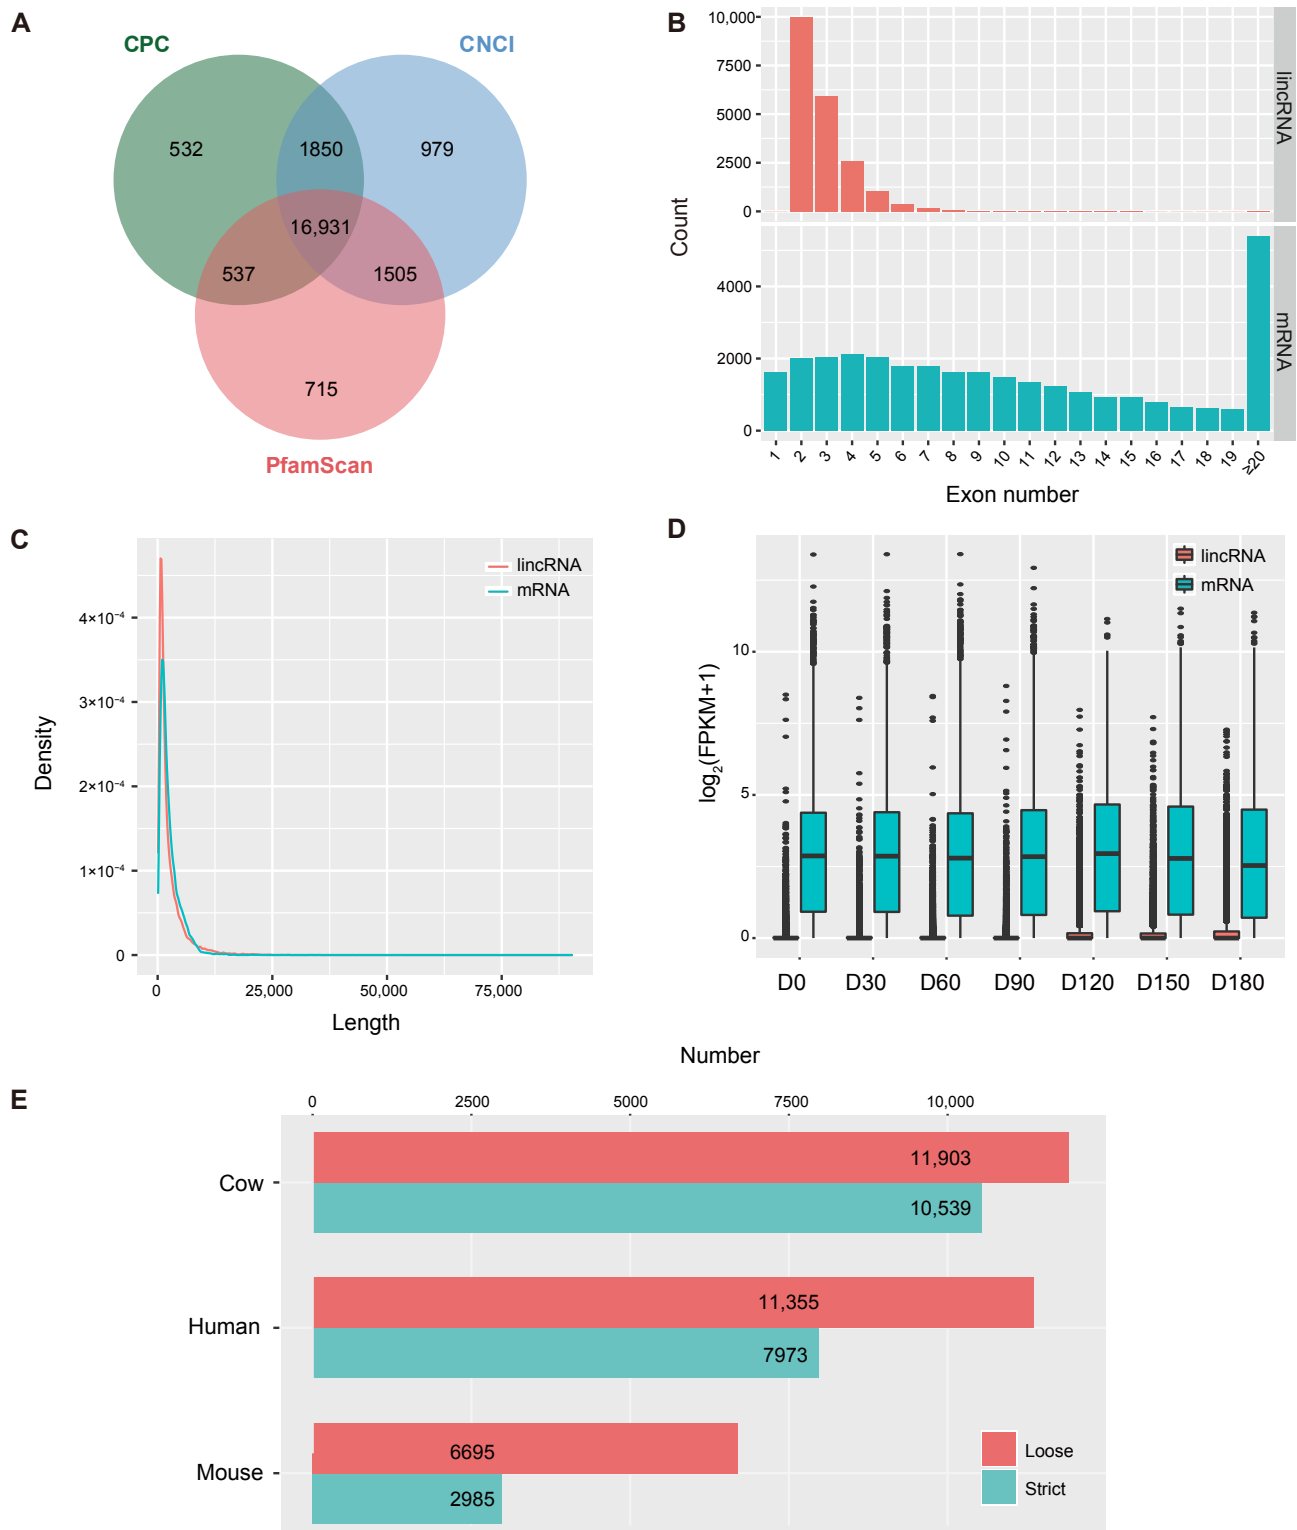 A
CPC
CNCI
532
1850
979
16,931
537
1505
715
PfamScan
B
10,000
7500
5000
2500
0
lincRNA
Count
4000
2000
0
mRNA
1 2 3 4 5 6 7 8 9 10 11 12 13 14 15 16 17 18 19 ≥20
Exon number
C
lincRNA
mRNA
4×10⁻⁴
3×10⁻⁴
2×10⁻⁴
1×10⁻⁴
0
Density
0 25,000 50,000 75,000
Length
D
lincRNA
mRNA
10
5
0
log₂(FPKM+1)
D0 D30 D60 D90 D120 D150 D180
E
Number
0 2500 5000 7500 10,000
Cow
11,903
10,539
Human
11,355
7973
Mouse
6695
2985
Loose
Strict